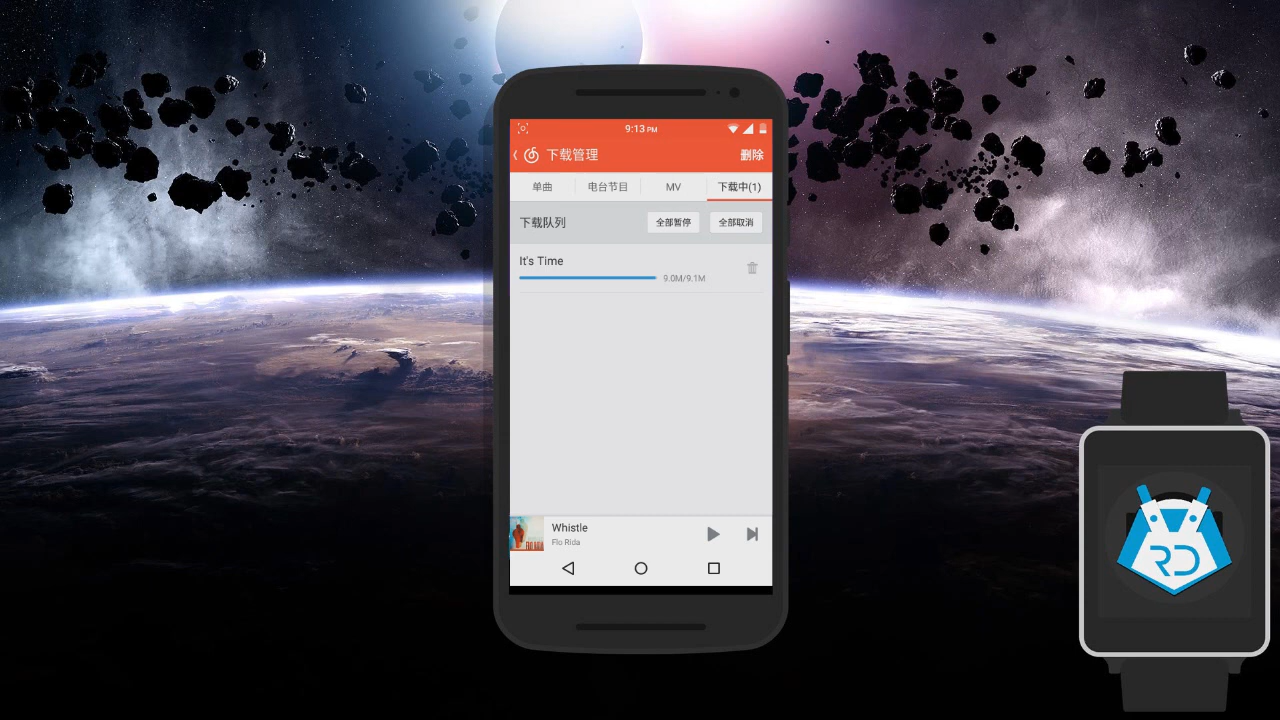 9:13 PM
下载管理
删除
单曲 电台节目 MV 下载中(1)
下载队列 全部暂停 全部取消
It's Time
9.0M/9.1M
Whistle
Flo Rida
RD